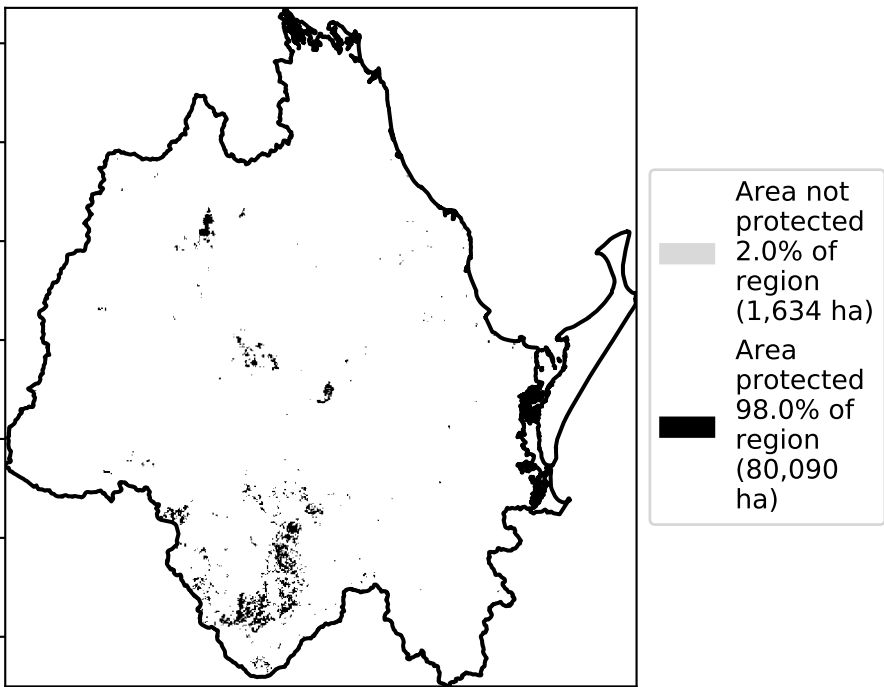 Area not
protected
2.0% of
region
(1,634 ha)
Area
protected
98.0% of
region
(80,090
ha)